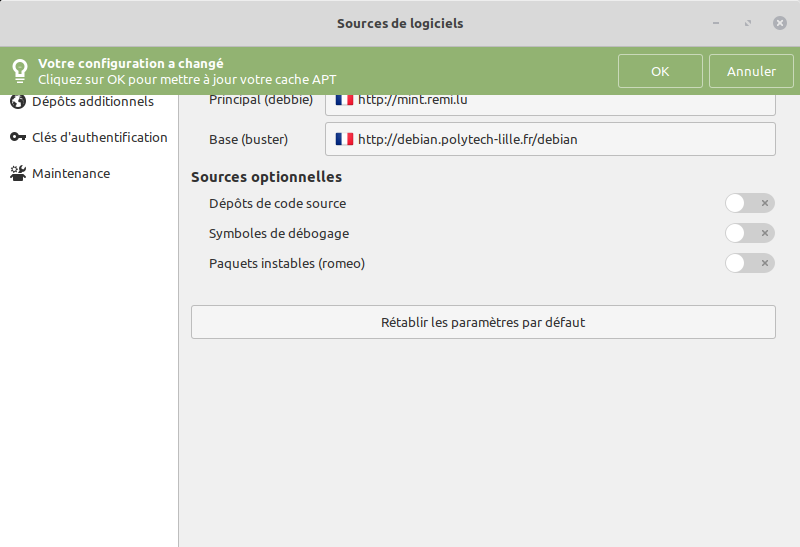 Sources de logiciels
Votre configuration a changé
Cliquez sur OK pour mettre à jour votre cache APT
OK
Annuler
Dépôts additionnels
Clés d'authentification
Maintenance
Principal (debbie)
http://mint.remi.lu
Base (buster)
http://debian.polytech-lille.fr/debian
Sources optionnelles
Dépôts de code source
Symboles de débogage
Paquets instables (romeo)
Rétablir les paramètres par défaut